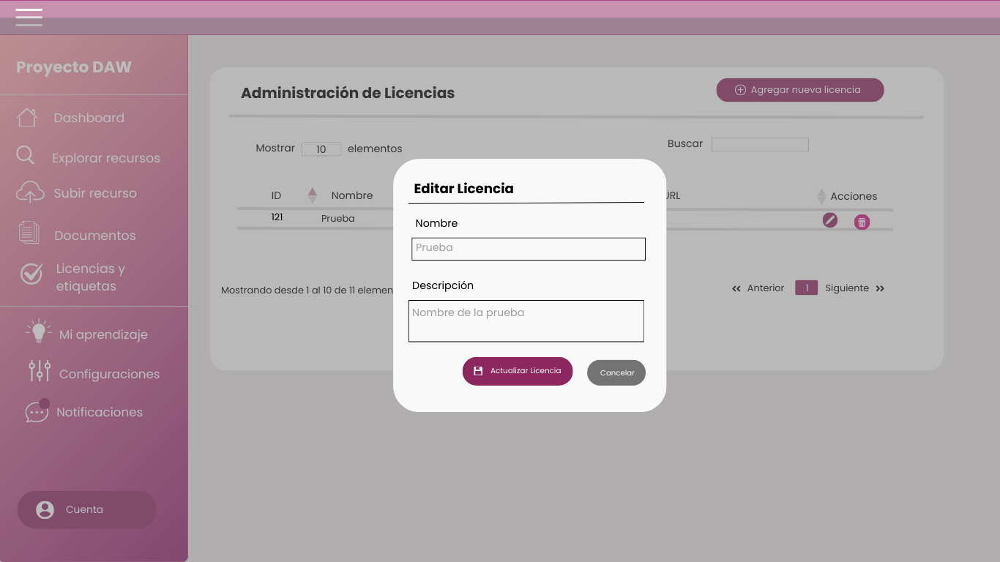 Proyecto DAW
Dashboard
Explorar recursos
Subir recurso
Documentos
Licencias y
etiquetas
Mi aprendizaje
Configuraciones
Notificaciones
Cuenta
Administración de Licencias
Agregar nueva licencia
Mostrar 10 elementos
Buscar
ID Nombre URL Acciones
121 Prueba
Mostrando desde 1 al 10 de 11 elemen
Anterior 1 Siguiente
Editar Licencia
Nombre
Prueba
Descripción
Nombre de la prueba
Actualizar Licencia
Cancelar